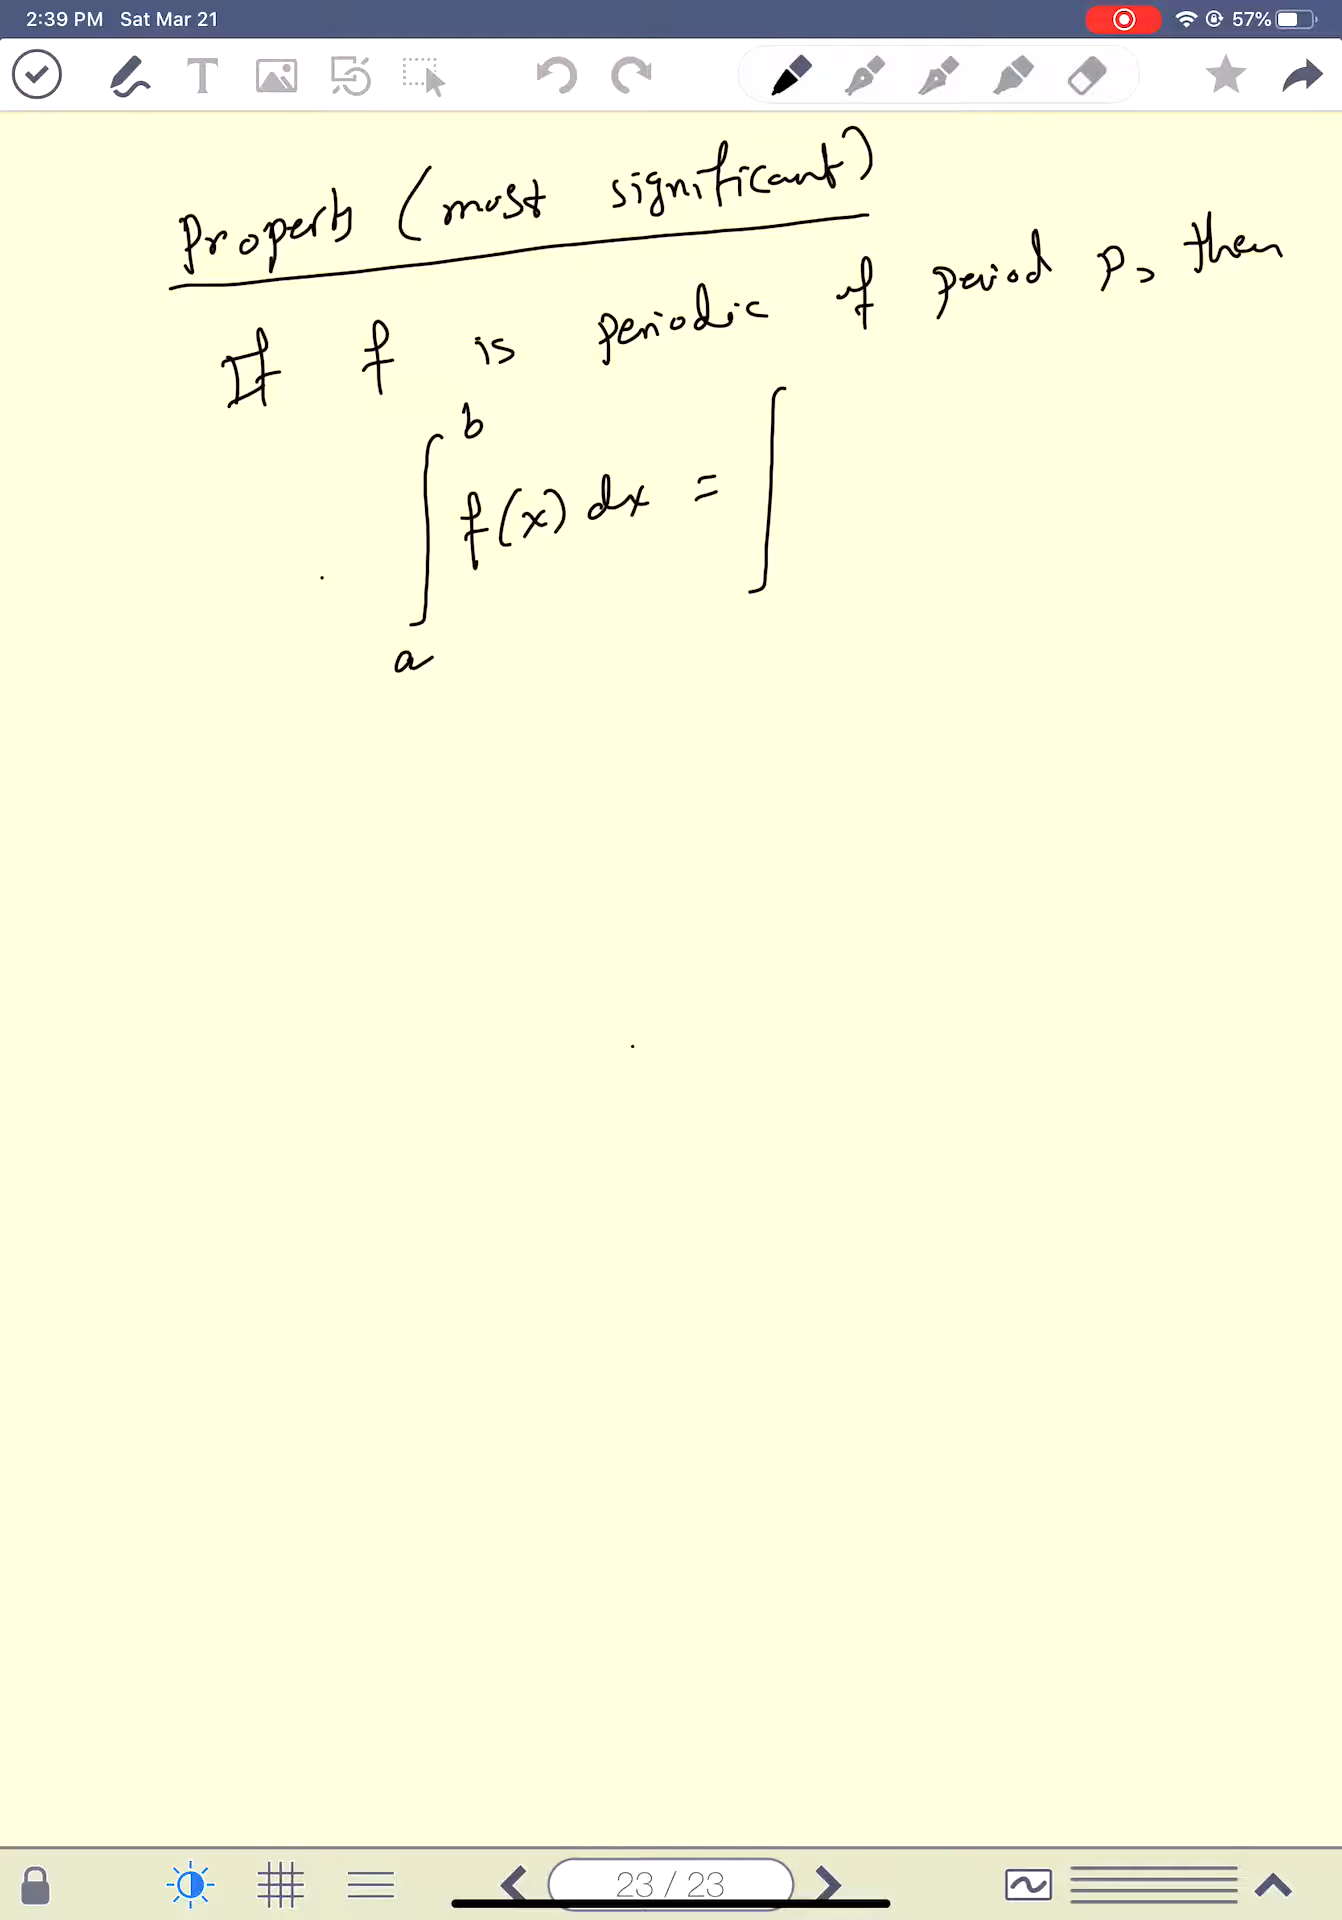 2:39 PM Sat Mar 21 57%
T
Property (most significant)
If f is periodic of period P, then
∫_a^b f(x) dx = ∫
23 / 23